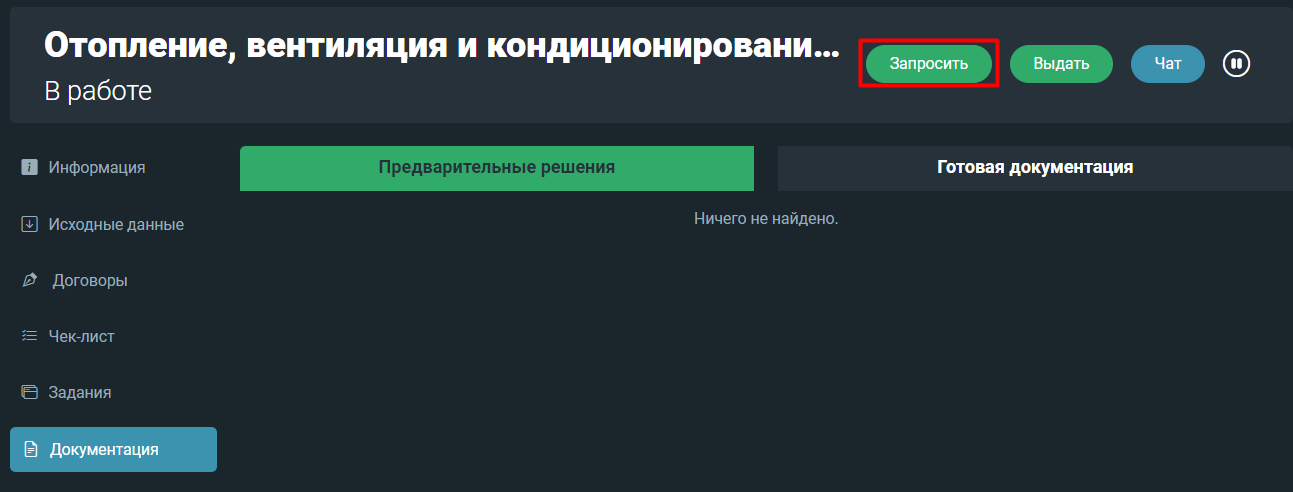 Отопление, вентиляция и кондиционировани...
В работе
Запросить
Выдать
Чат
Информация
Исходные данные
Договоры
Чек-лист
Задания
Документация
Предварительные решения
Готовая документация
Ничего не найдено.